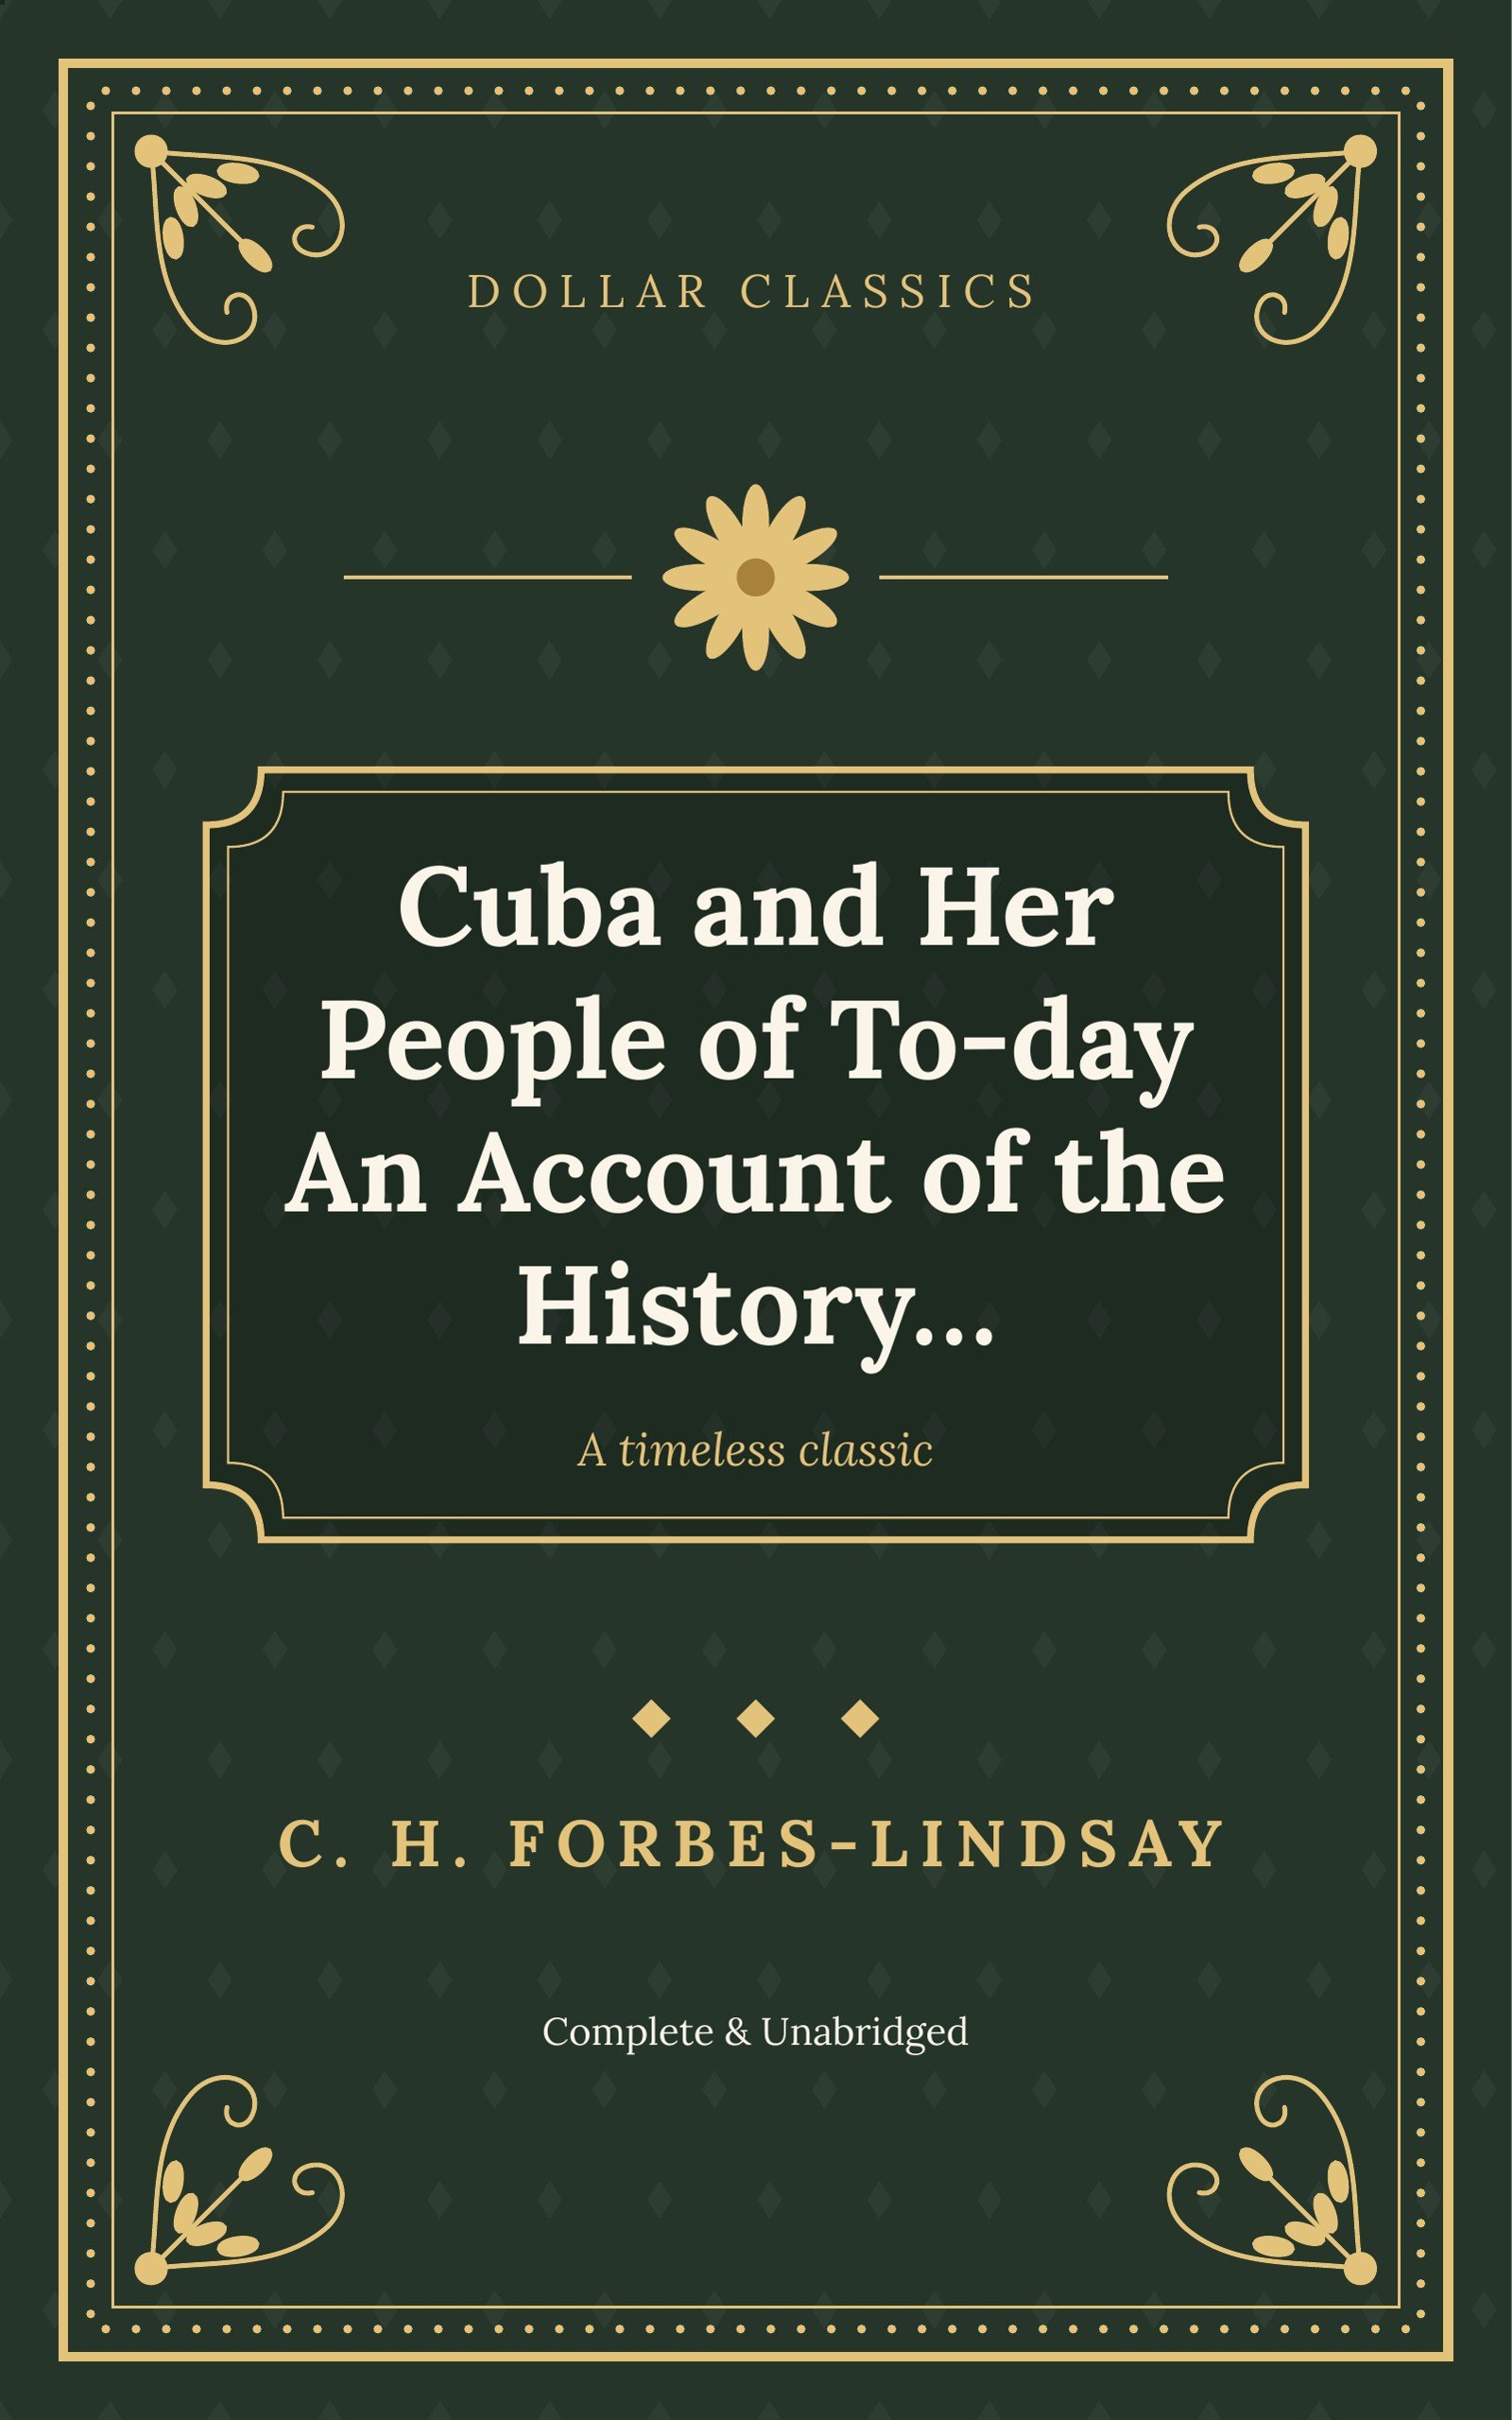 DOLLAR CLASSICS
Cuba and Her
People of To-day
An Account of the
History...
A timeless classic
C. H. FORBES-LINDSAY
Complete & Unabridged